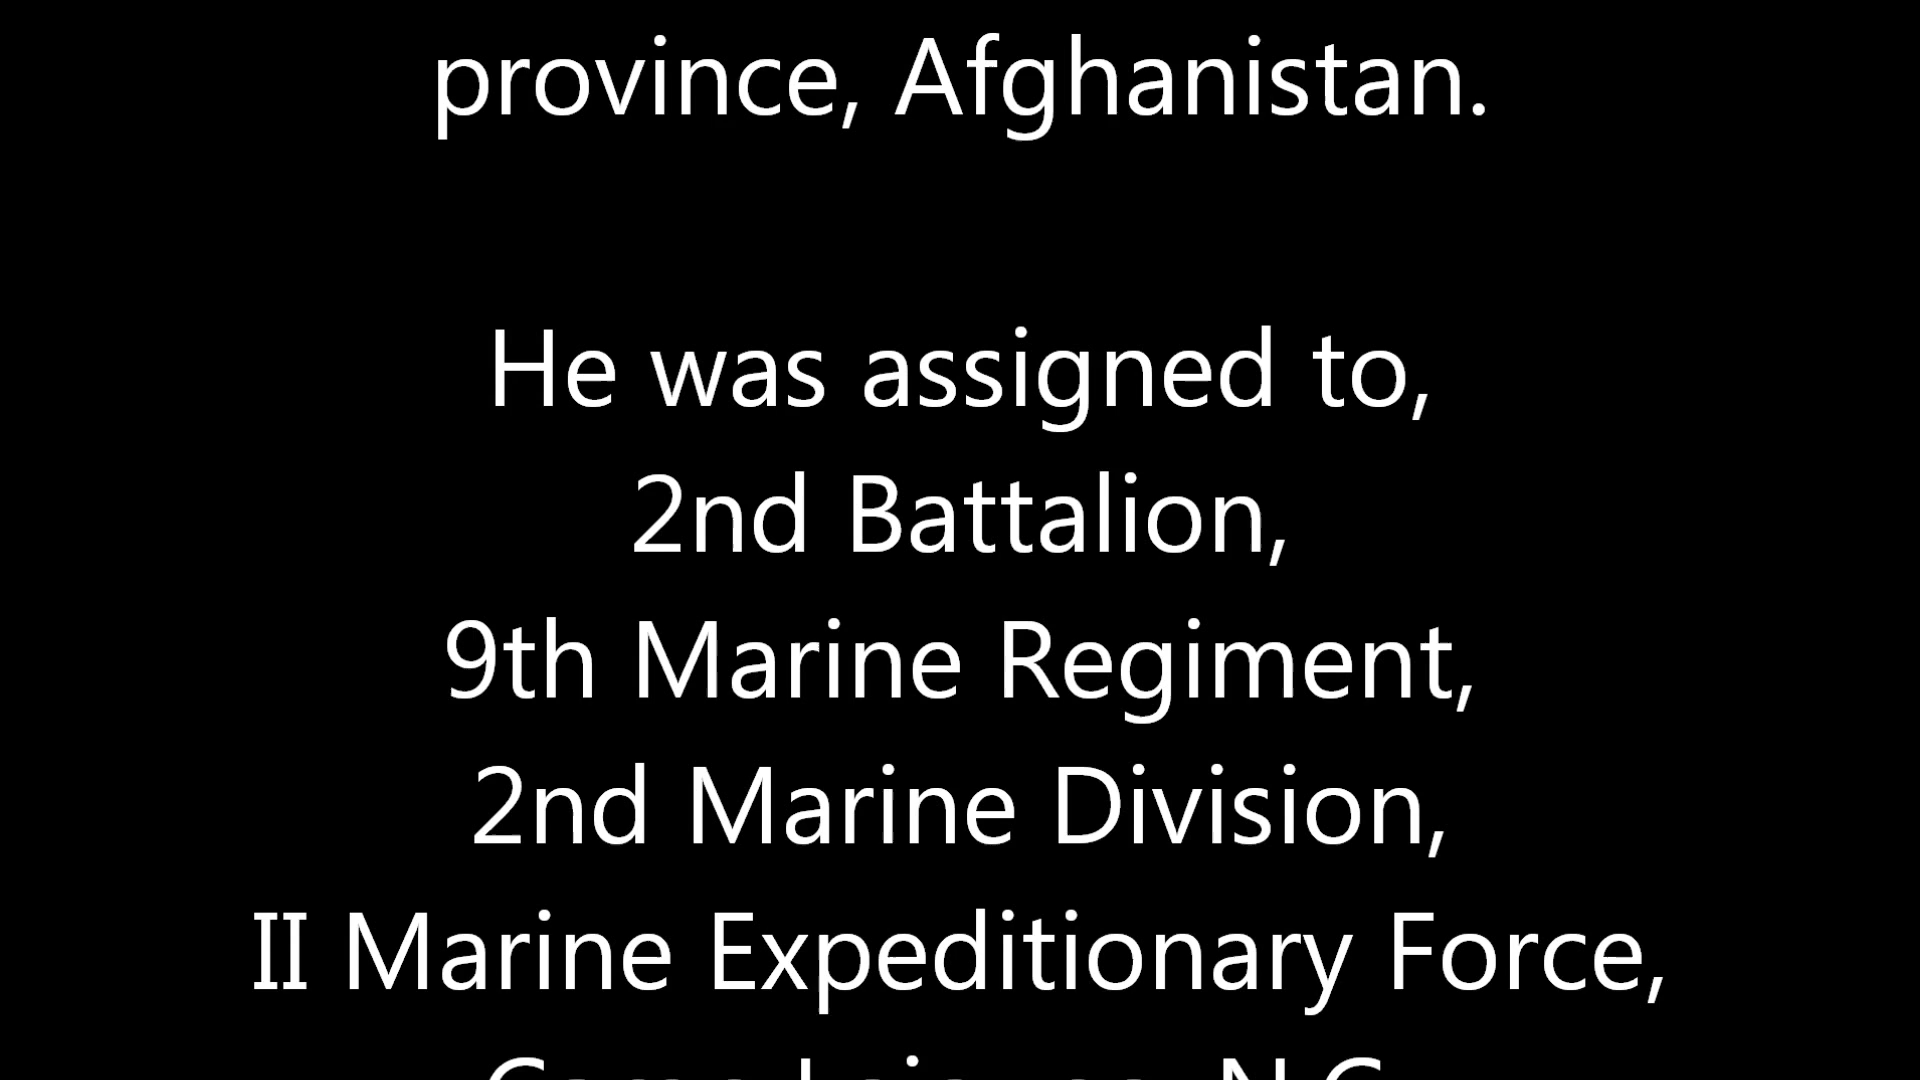 province, Afghanistan.
He was assigned to,
2nd Battalion,
9th Marine Regiment,
2nd Marine Division,
II Marine Expeditionary Force,